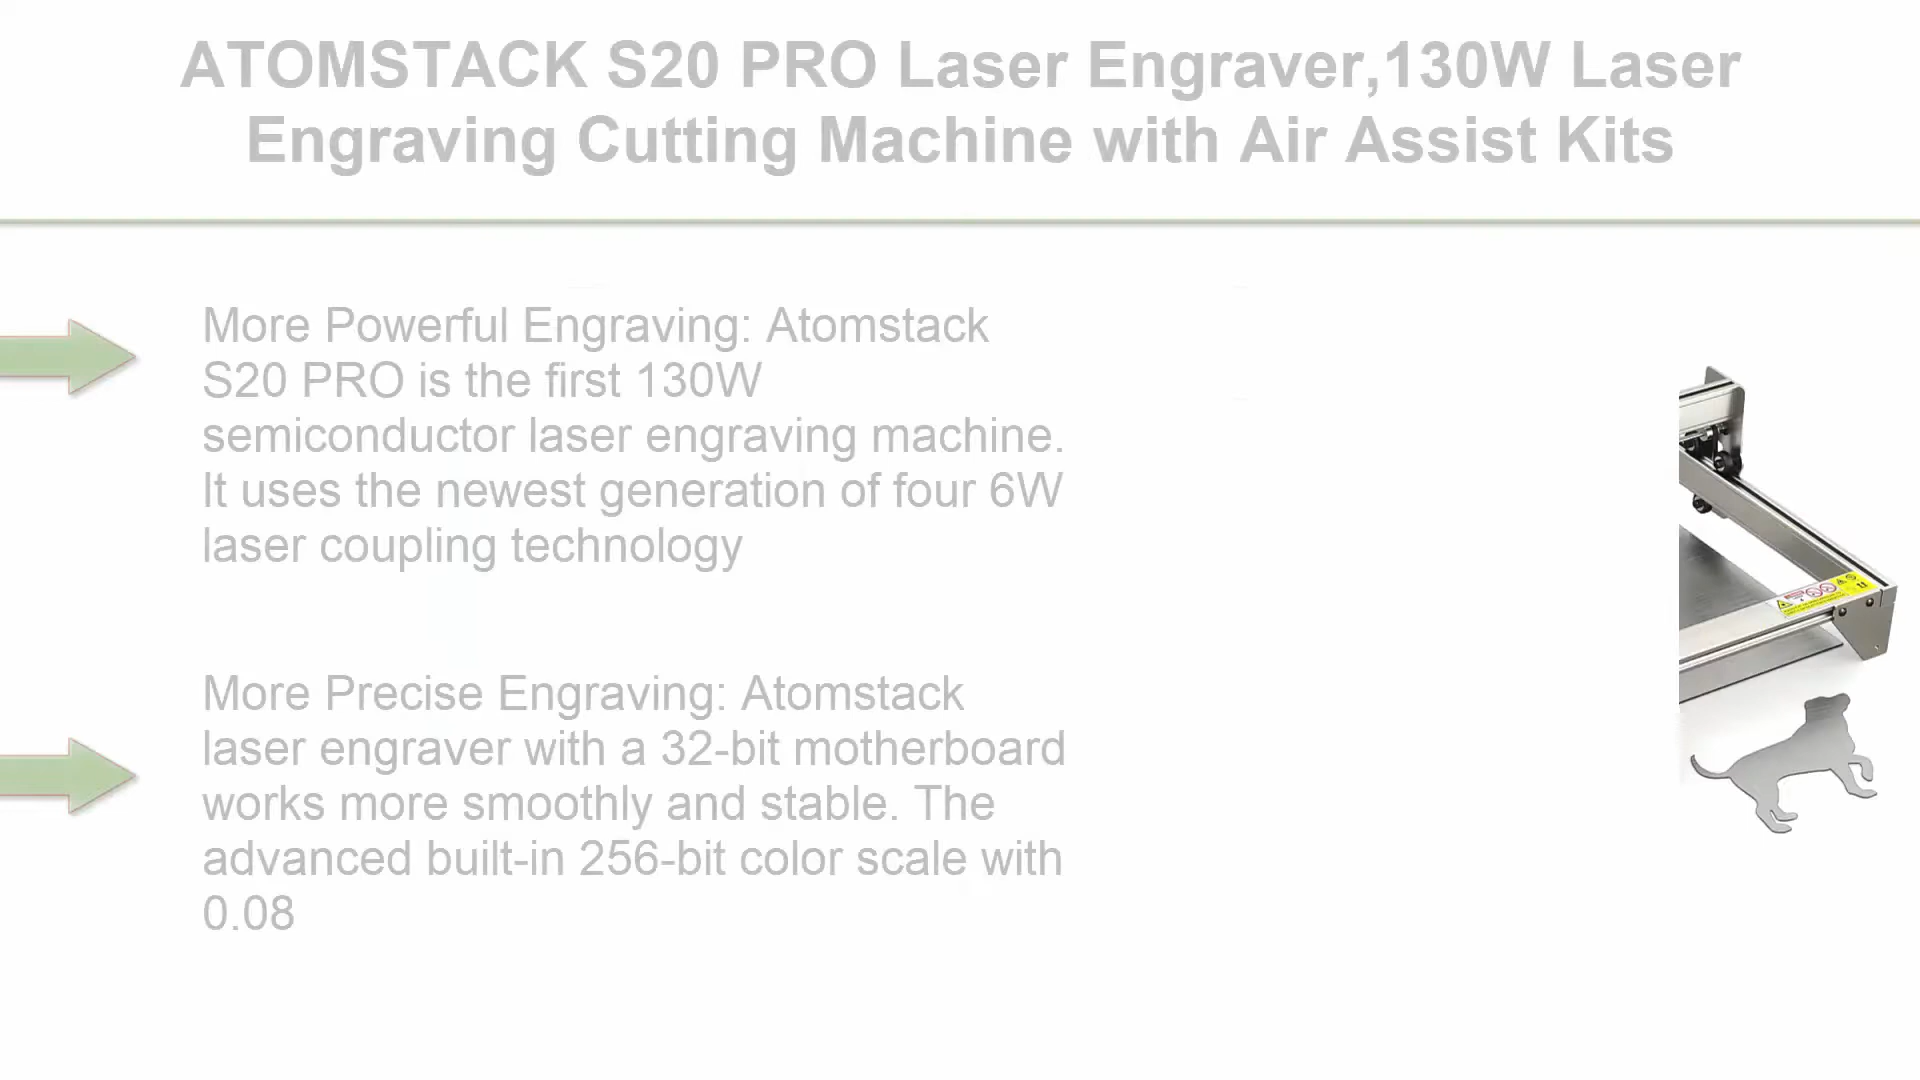 ATOMSTACK S20 PRO Laser Engraver,130W Laser
Engraving Cutting Machine with Air Assist Kits
More Powerful Engraving: Atomstack
S20 PRO is the first 130W
semiconductor laser engraving machine.
It uses the newest generation of four 6W
laser coupling technology
More Precise Engraving: Atomstack
laser engraver with a 32-bit motherboard
works more smoothly and stable. The
advanced built-in 256-bit color scale with
0.08